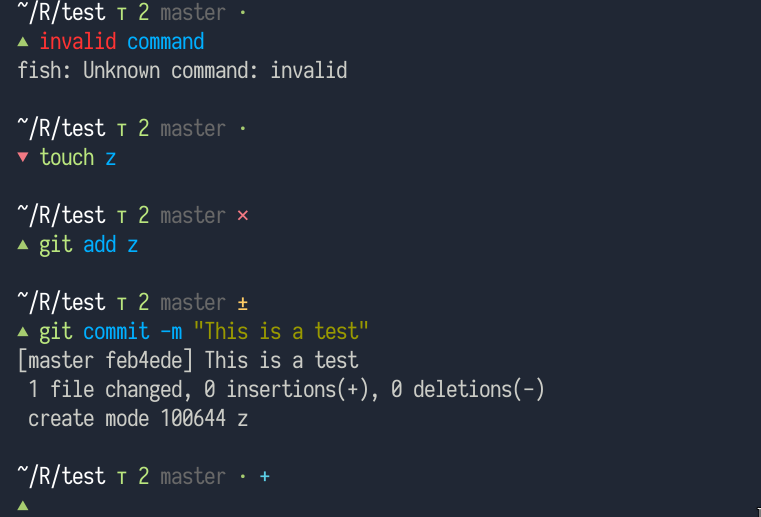 ~/R/test т 2 master ·
▲ invalid command
fish: Unknown command: invalid
~/R/test т 2 master ·
▼ touch z
~/R/test т 2 master ×
▲ git add z
~/R/test т 2 master ±
▲ git commit -m "This is a test"
[master feb4ede] This is a test
1 file changed, 0 insertions(+), 0 deletions(-)
create mode 100644 z
~/R/test т 2 master · +
▲